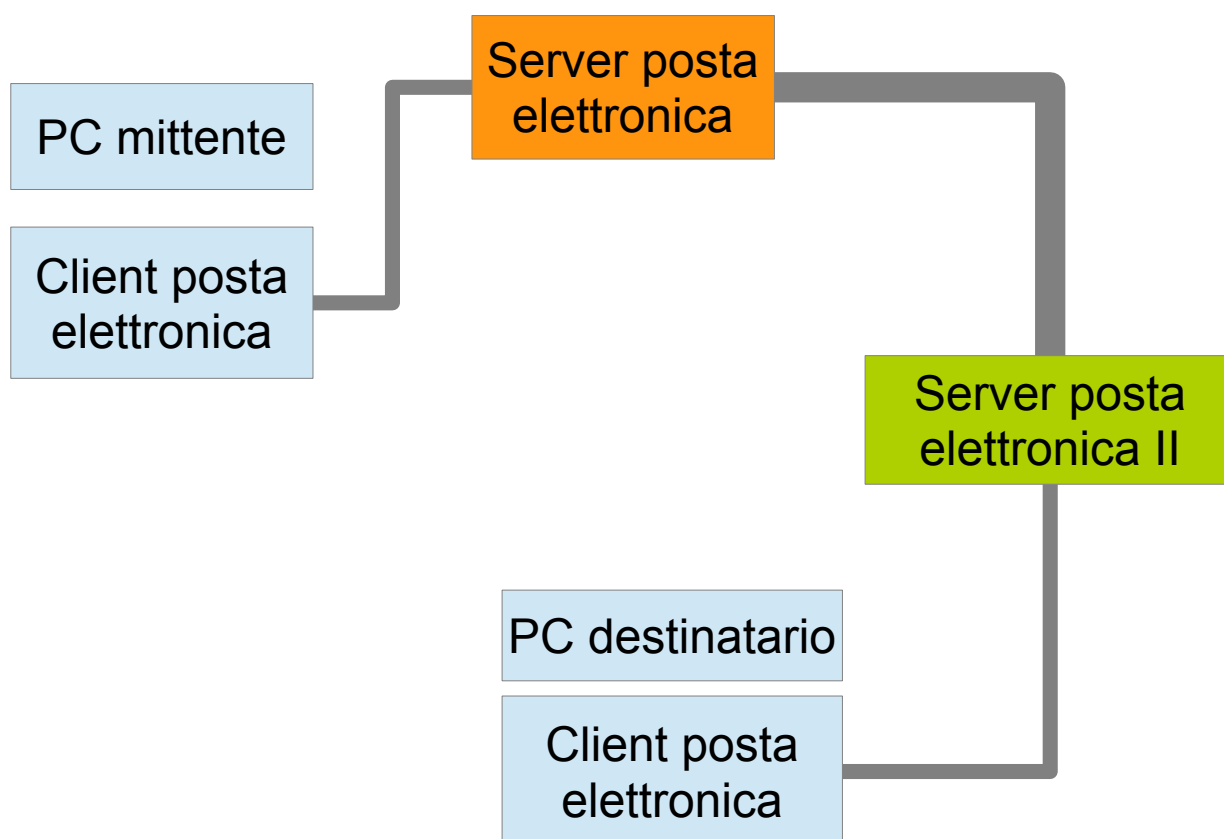 Server posta
elettronica
PC mittente
Client posta
elettronica
Server posta
elettronica II
PC destinatario
Client posta
elettronica